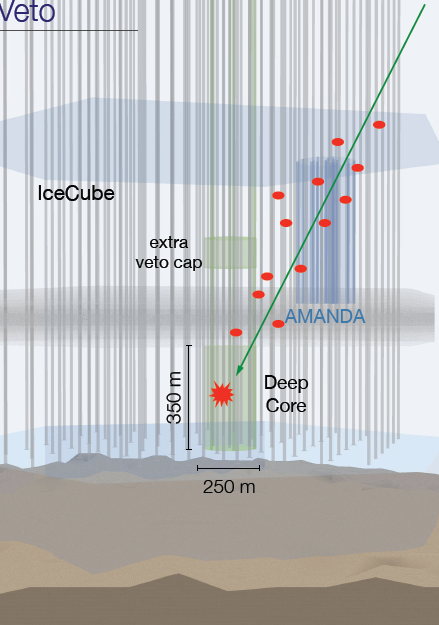 Veto
IceCube
extra
veto cap
AMANDA
350 m
Deep
Core
250 m